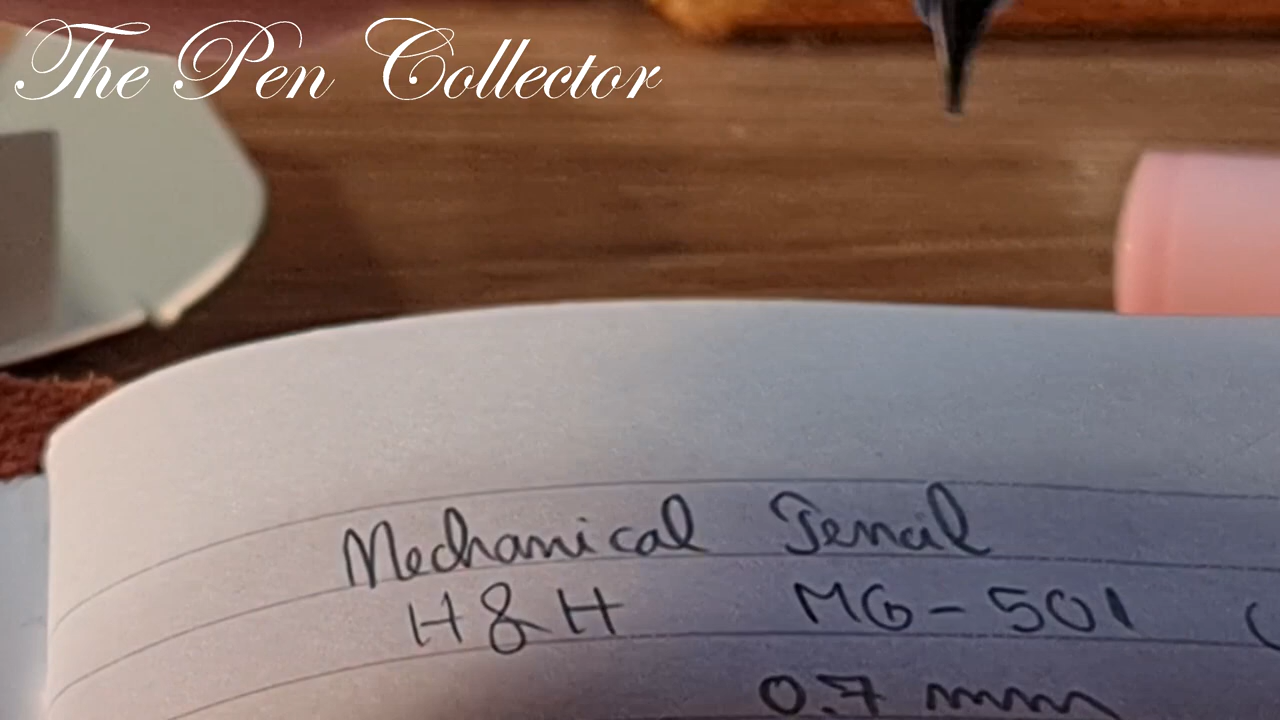 The Pen Collector
Mechanical Pencil
H & H MG-501 (
0.7 mm